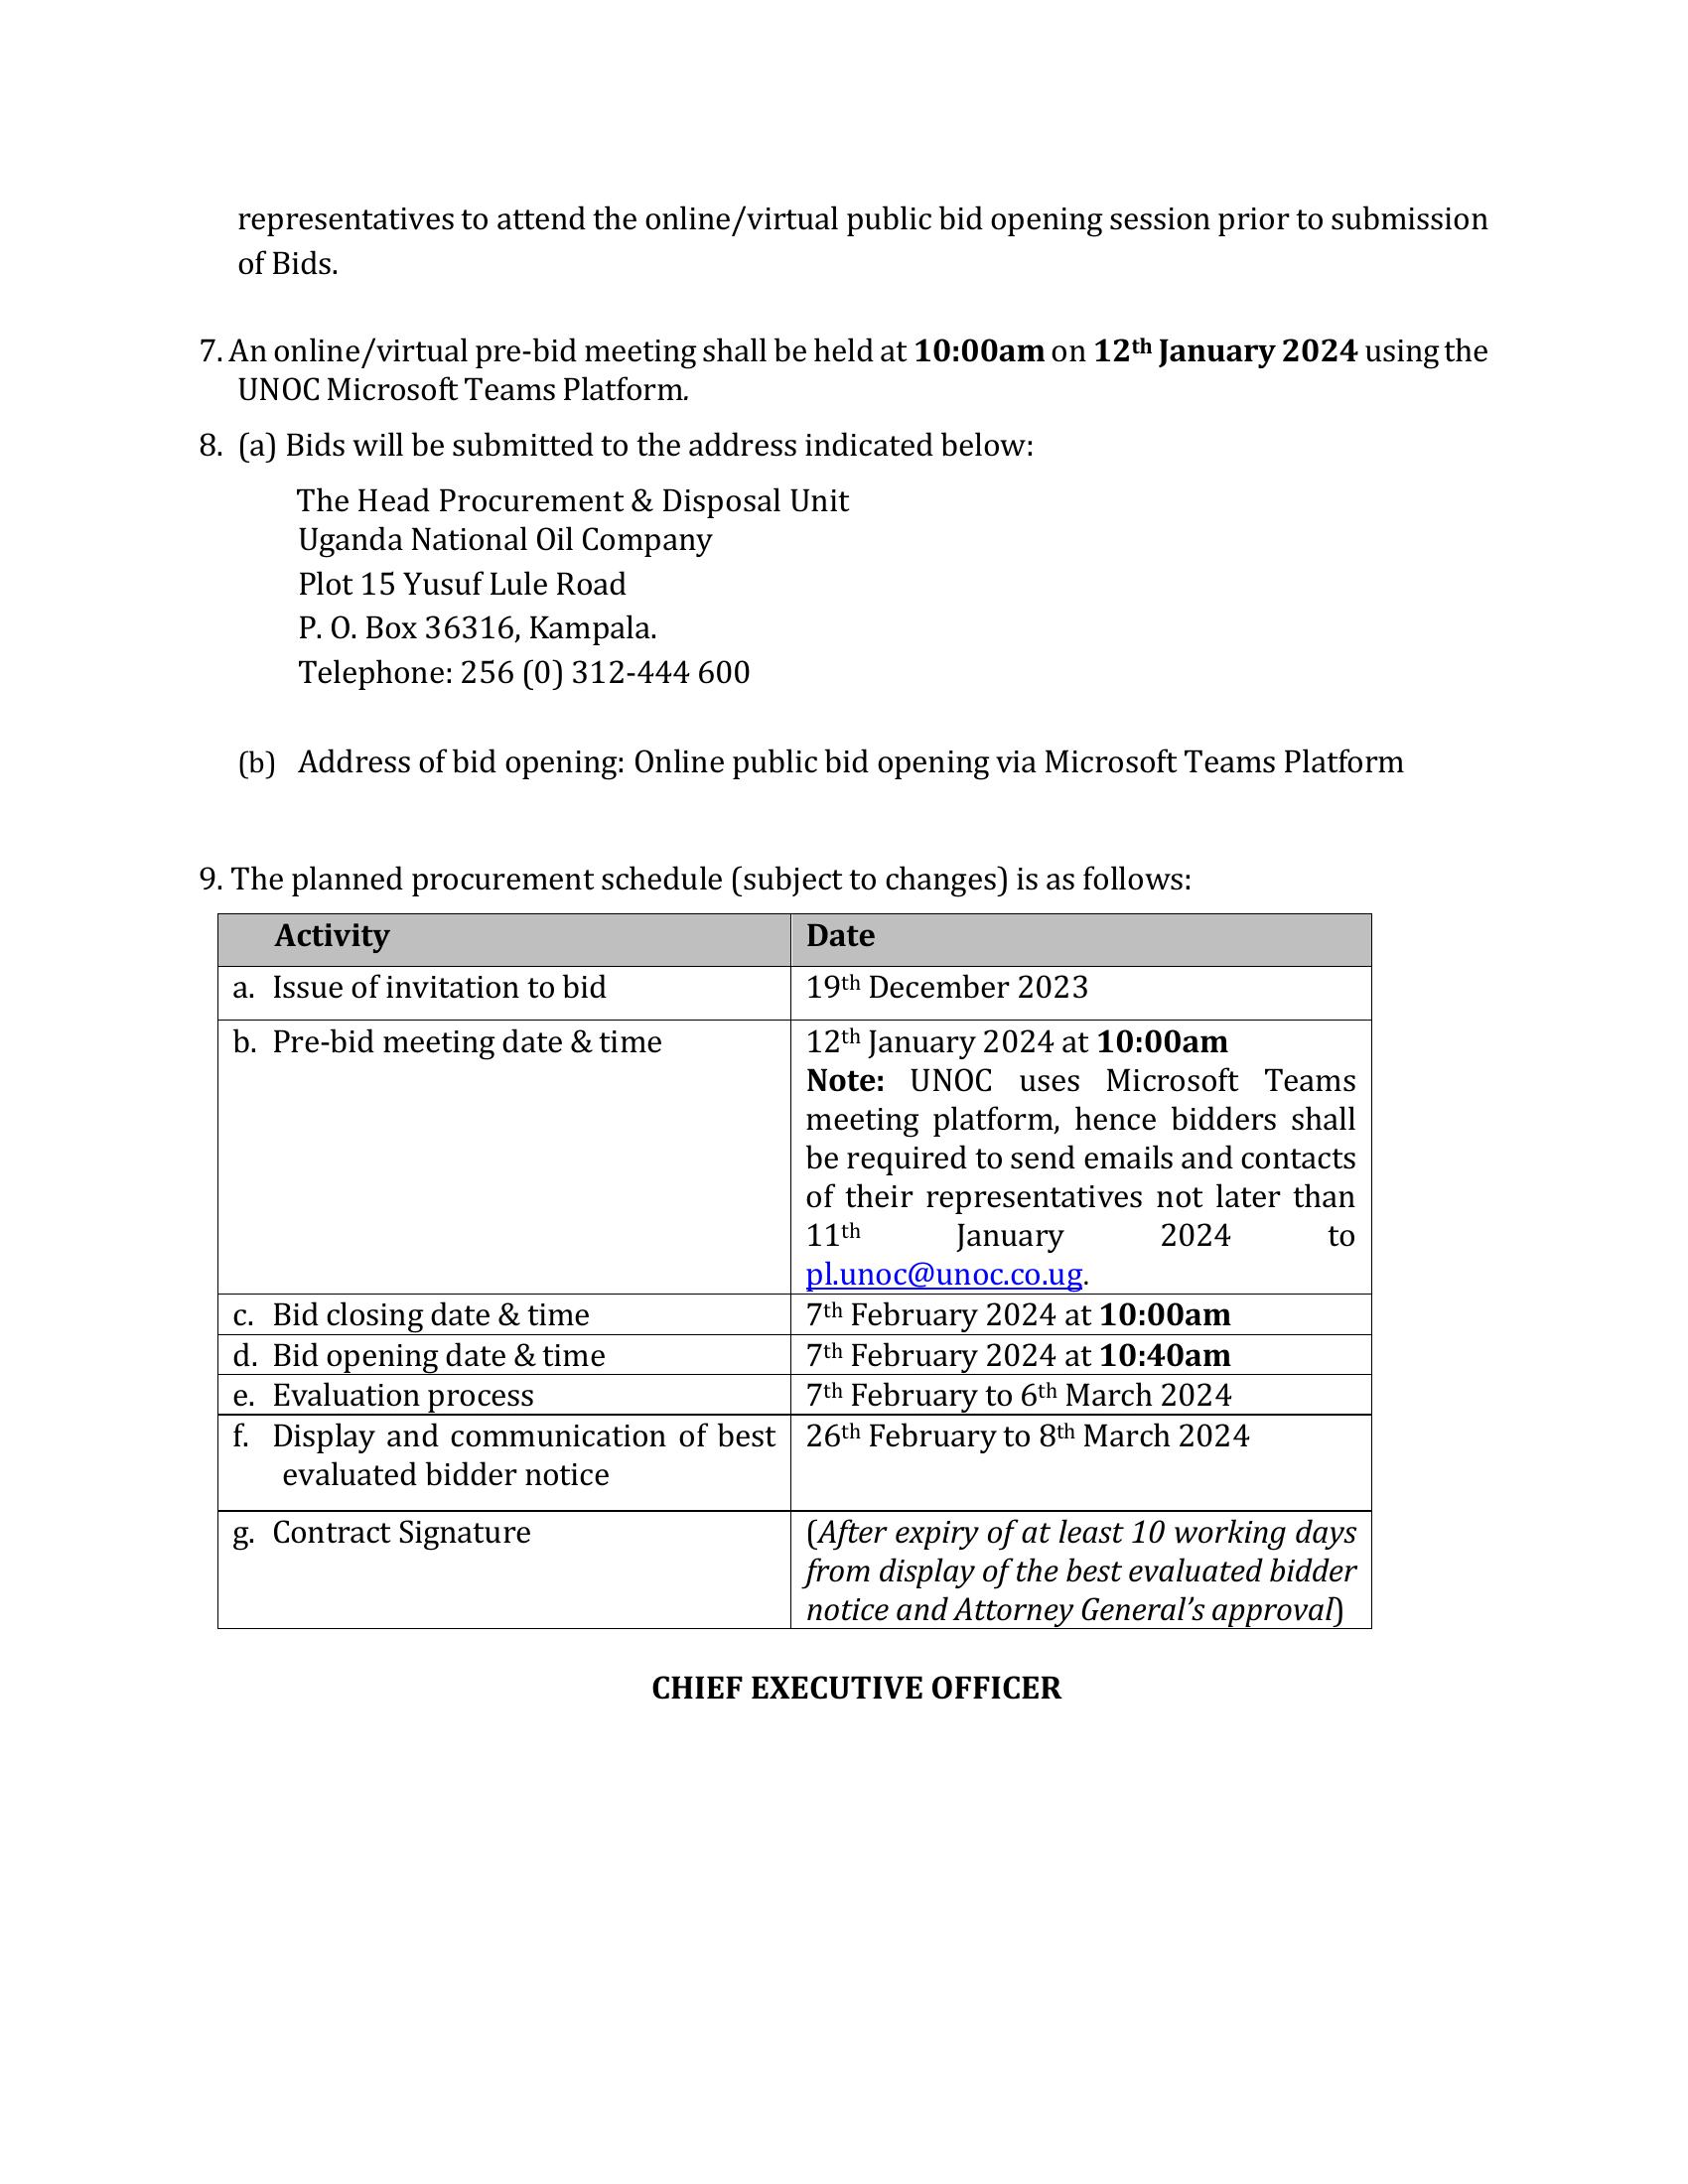 representatives to attend the online/virtual public bid opening session prior to submission
of Bids.
7. An online/virtual pre-bid meeting shall be held at 10:00am on 12th January 2024 using the
UNOC Microsoft Teams Platform.
8. (a) Bids will be submitted to the address indicated below:
The Head Procurement & Disposal Unit
Uganda National Oil Company
Plot 15 Yusuf Lule Road
P. O. Box 36316, Kampala.
Telephone: 256 (0) 312-444 600
(b) Address of bid opening: Online public bid opening via Microsoft Teams Platform
9. The planned procurement schedule (subject to changes) is as follows:
Activity Date
a. Issue of invitation to bid 19th December 2023
b. Pre-bid meeting date & time 12th January 2024 at 10:00am
Note: UNOC uses Microsoft Teams
meeting platform, hence bidders shall
be required to send emails and contacts
of their representatives not later than
11th January 2024 to
pl.unoc@unoc.co.ug.
c. Bid closing date & time 7th February 2024 at 10:00am
d. Bid opening date & time 7th February 2024 at 10:40am
e. Evaluation process 7th February to 6th March 2024
f. Display and communication of best 26th February to 8th March 2024
evaluated bidder notice
g. Contract Signature (After expiry of at least 10 working days
from display of the best evaluated bidder
notice and Attorney General’s approval)
CHIEF EXECUTIVE OFFICER